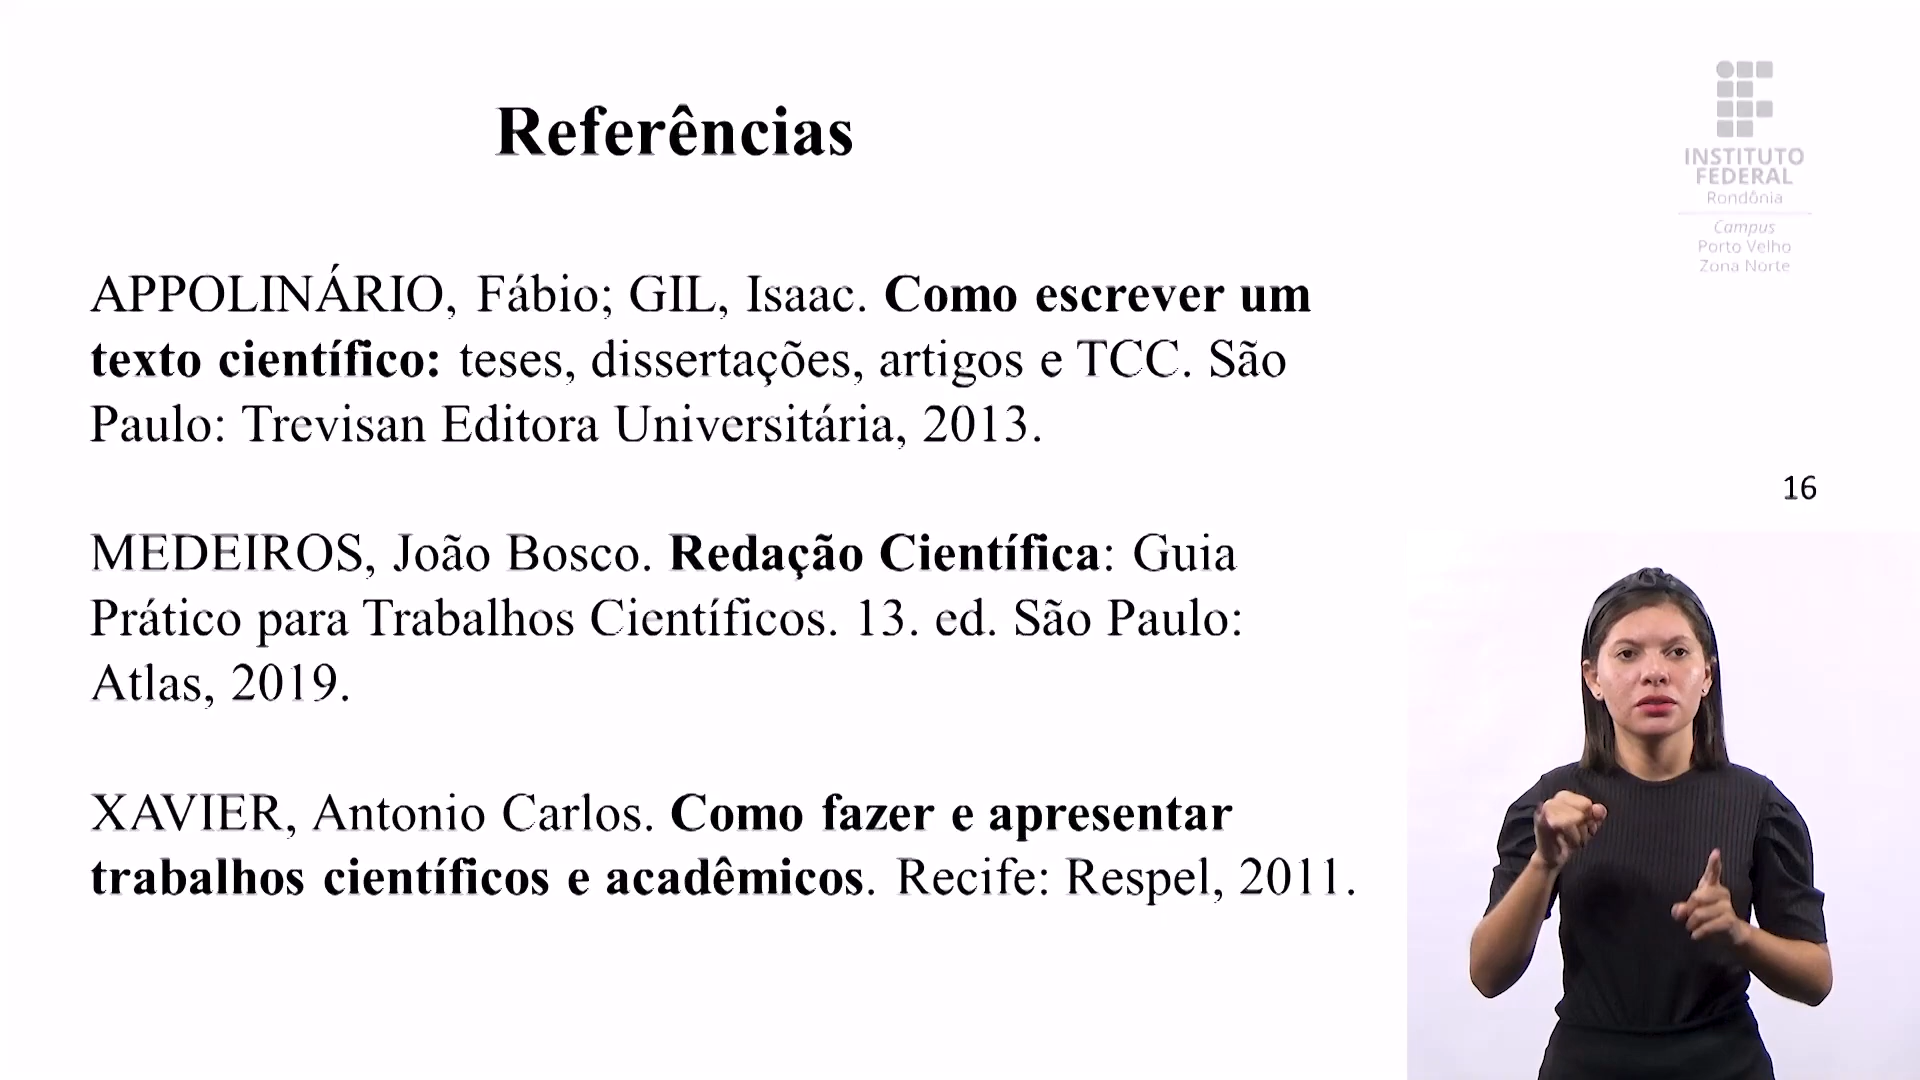 Referências
INSTITUTO
FEDERAL
Rondônia
Campus
Porto Velho
Zona Norte
APPOLINÁRIO, Fábio; GIL, Isaac. Como escrever um
texto científico: teses, dissertações, artigos e TCC. São
Paulo: Trevisan Editora Universitária, 2013.
16
MEDEIROS, João Bosco. Redação Científica: Guia
Prático para Trabalhos Científicos. 13. ed. São Paulo:
Atlas, 2019.
XAVIER, Antonio Carlos. Como fazer e apresentar
trabalhos científicos e acadêmicos. Recife: Respel, 2011.